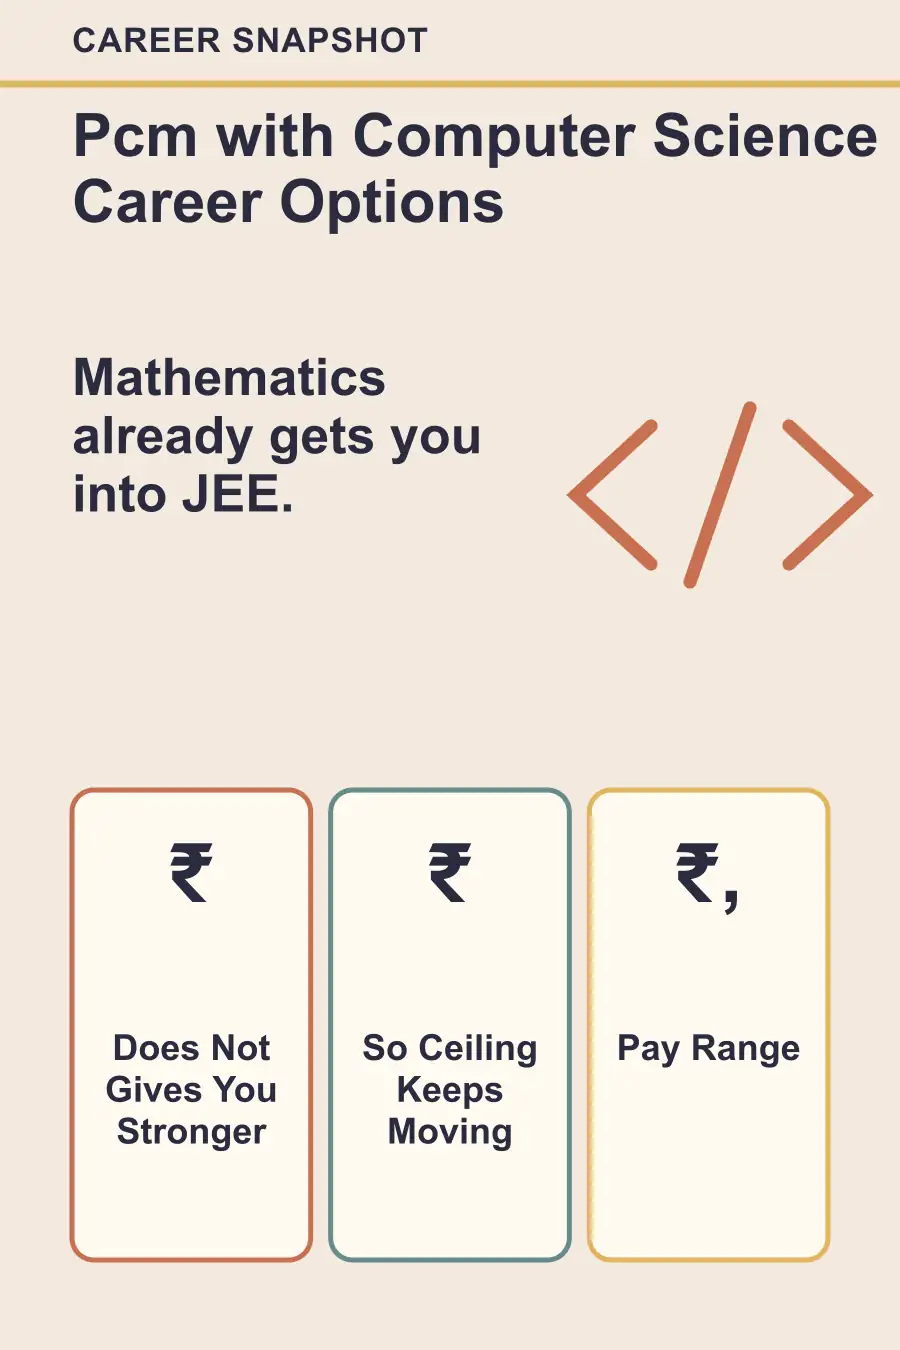 CAREER SNAPSHOT
Pcm with Computer Science
Career Options
Mathematics
already gets you
into JEE.
</>
₹
Does Not
Gives You
Stronger
₹
So Ceiling
Keeps
Moving
₹,
Pay Range